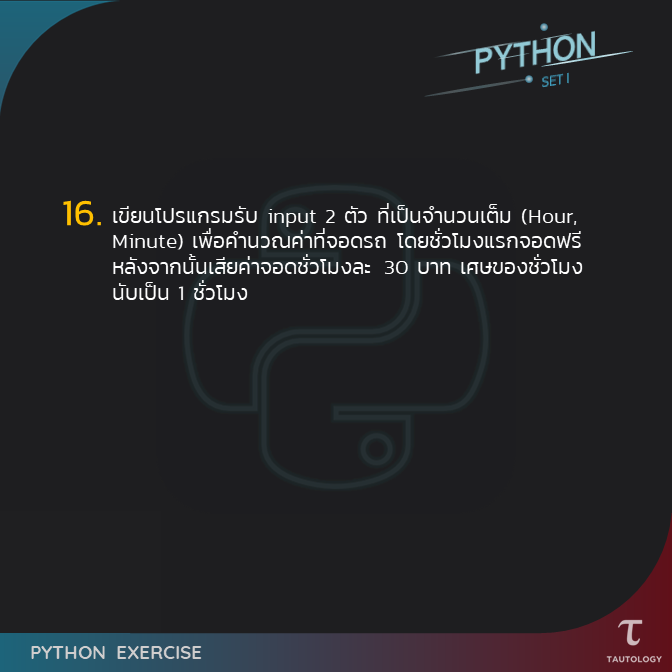 PYTHON
SET I
16. เขียนโปรแกรมรับ input 2 ตัว ที่เป็นจำนวนเต็ม (Hour,
Minute) เพื่อคำนวณค่าที่จอดรถ โดยชั่วโมงแรกจอดฟรี
หลังจากนั้นเสียค่าจอดชั่วโมงละ 30 บาท เศษของชั่วโมง
นับเป็น 1 ชั่วโมง
PYTHON EXERCISE
τ
TAUTOLOGY